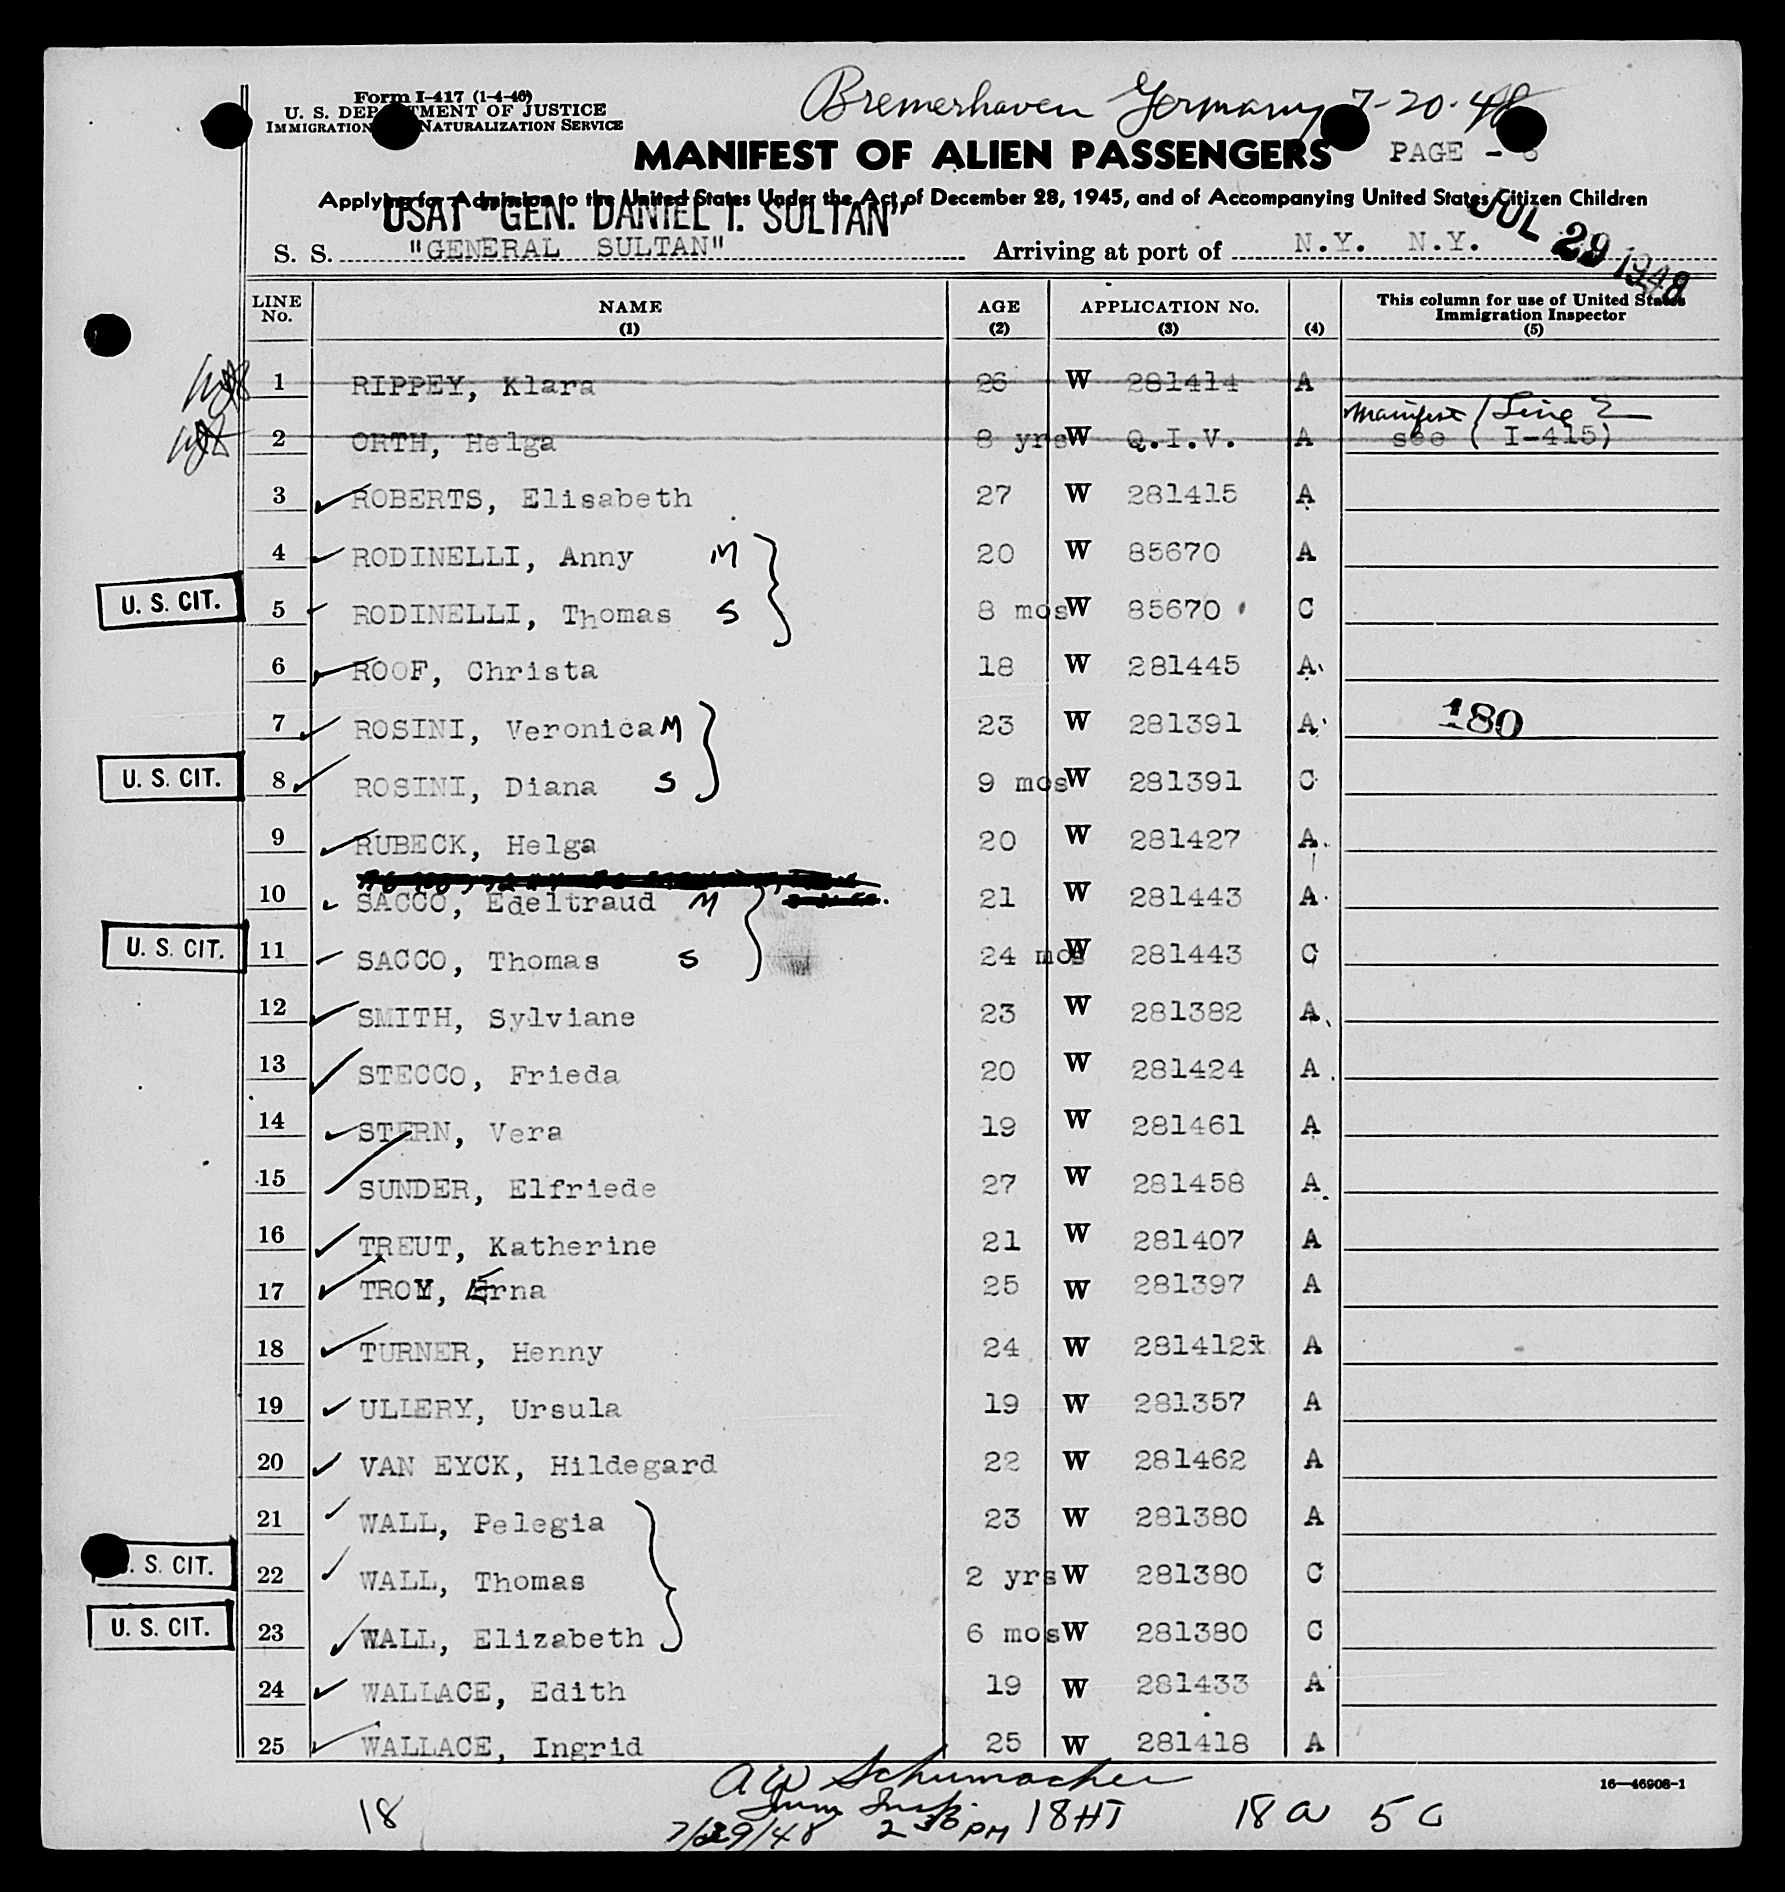 Form I-417 (1-4-46)
U. S. DEPARTMENT OF JUSTICE
IMMIGRATION NATURALIZATION SERVICE
Bremerhaven Germany 7-20-48
MANIFEST OF ALIEN PASSENGERS
PAGE -
Applying for Admission to the United States Under the Act of December 28, 1945, and of Accompanying United States Citizen Children
USAT "GEN. DANIEL I. SULTAN"
JUL 29 1948
S. S. "GENERAL SULTAN" Arriving at port of N.Y. N.Y.
LINE No. NAME (1) AGE (2) APPLICATION No. (3) (4) This column for use of United States Immigration Inspector (5)
1 RIPPEY, Klara 26 W 281414 A
Manifest / Line 2
2 ORTH, Helga 8 yrs W Q.I.V. A see ( I-415)
3 ROBERTS, Elisabeth 27 W 281415 A
4 RODINELLI, Anny M 20 W 85670 A
U. S. CIT. 5 RODINELLI, Thomas S 8 mos W 85670 C
6 ROOF, Christa 18 W 281445 A
7 ROSINI, Veronica M 23 W 281391 A 180
U. S. CIT. 8 ROSINI, Diana S 9 mos W 281391 C
9 RUBECK, Helga 20 W 281427 A
10 SACCO, Edeltraud M 21 W 281443 A
U. S. CIT. 11 SACCO, Thomas S 24 mos W 281443 C
12 SMITH, Sylviane 23 W 281382 A
13 STECCO, Frieda 20 W 281424 A
14 STERN, Vera 19 W 281461 A
15 SUNDER, Elfriede 27 W 281458 A
16 TREUT, Katherine 21 W 281407 A
17 TROY, Erna 25 W 281397 A
18 TURNER, Henny 24 W 281412x A
19 ULLERY, Ursula 19 W 281357 A
20 VAN EYCK, Hildegard 22 W 281462 A
21 WALL, Pelegia 23 W 281380 A
S. CIT. 22 WALL, Thomas 2 yrs W 281380 C
U. S. CIT. 23 WALL, Elizabeth 6 mos W 281380 C
24 WALLACE, Edith 19 W 281433 A
25 WALLACE, Ingrid 25 W 281418 A
A W Schumacher
16—46908-1
Imm Insp.
18 7/29/48 2 PM 18 HT 18 a 5 C